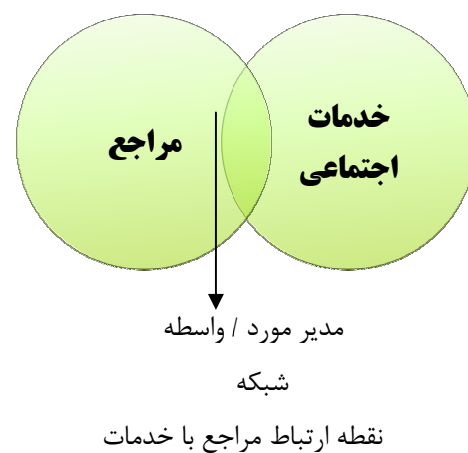 خدمات
اجتماعی
مراجع
مدیر مورد / واسطه
شبکه
نقطه ارتباط مراجع با خدمات